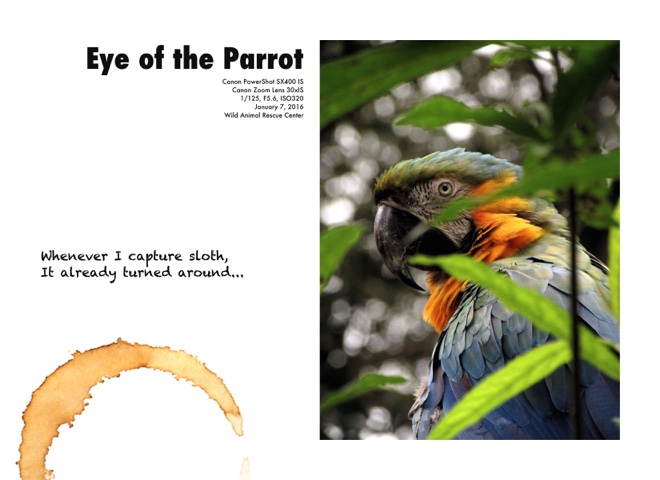 Eye of the Parrot
Canon PowerShot SX400 IS
Canon Zoom Lens 30xIS
1/125, F5.6, ISO320
January 7, 2016
Wild Animal Rescue Center
Whenever I capture sloth,
It already turned around...